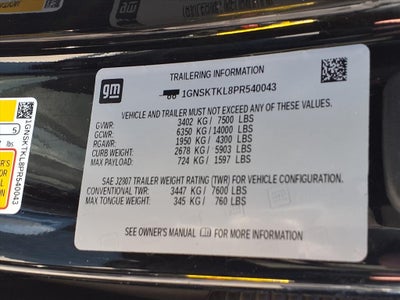 gm
TRAILERING INFORMATION
1GNSKTKL8PR540043
VEHICLE AND TRAILER MUST NOT EXCEED ANY OF THESE VALUES.
GVWR: 3402 KG / 7500 LBS
GCWR: 6350 KG / 14000 LBS
RGAWR: 1950 KG / 4300 LBS
CURB WEIGHT: 2678 KG / 5903 LBS
MAX PAYLOAD: 724 KG / 1597 LBS
SAE J2807 TRAILER WEIGHT RATING (TWR) FOR VEHICLE CONFIGURATION.
CONVENTIONAL TWR: 3447 KG / 7600 LBS
MAX TONGUE WEIGHT: 345 KG / 760 LBS
SEE OWNER'S MANUAL FOR MORE INFORMATION
5
lbs
1GNSKTKL8PR540043